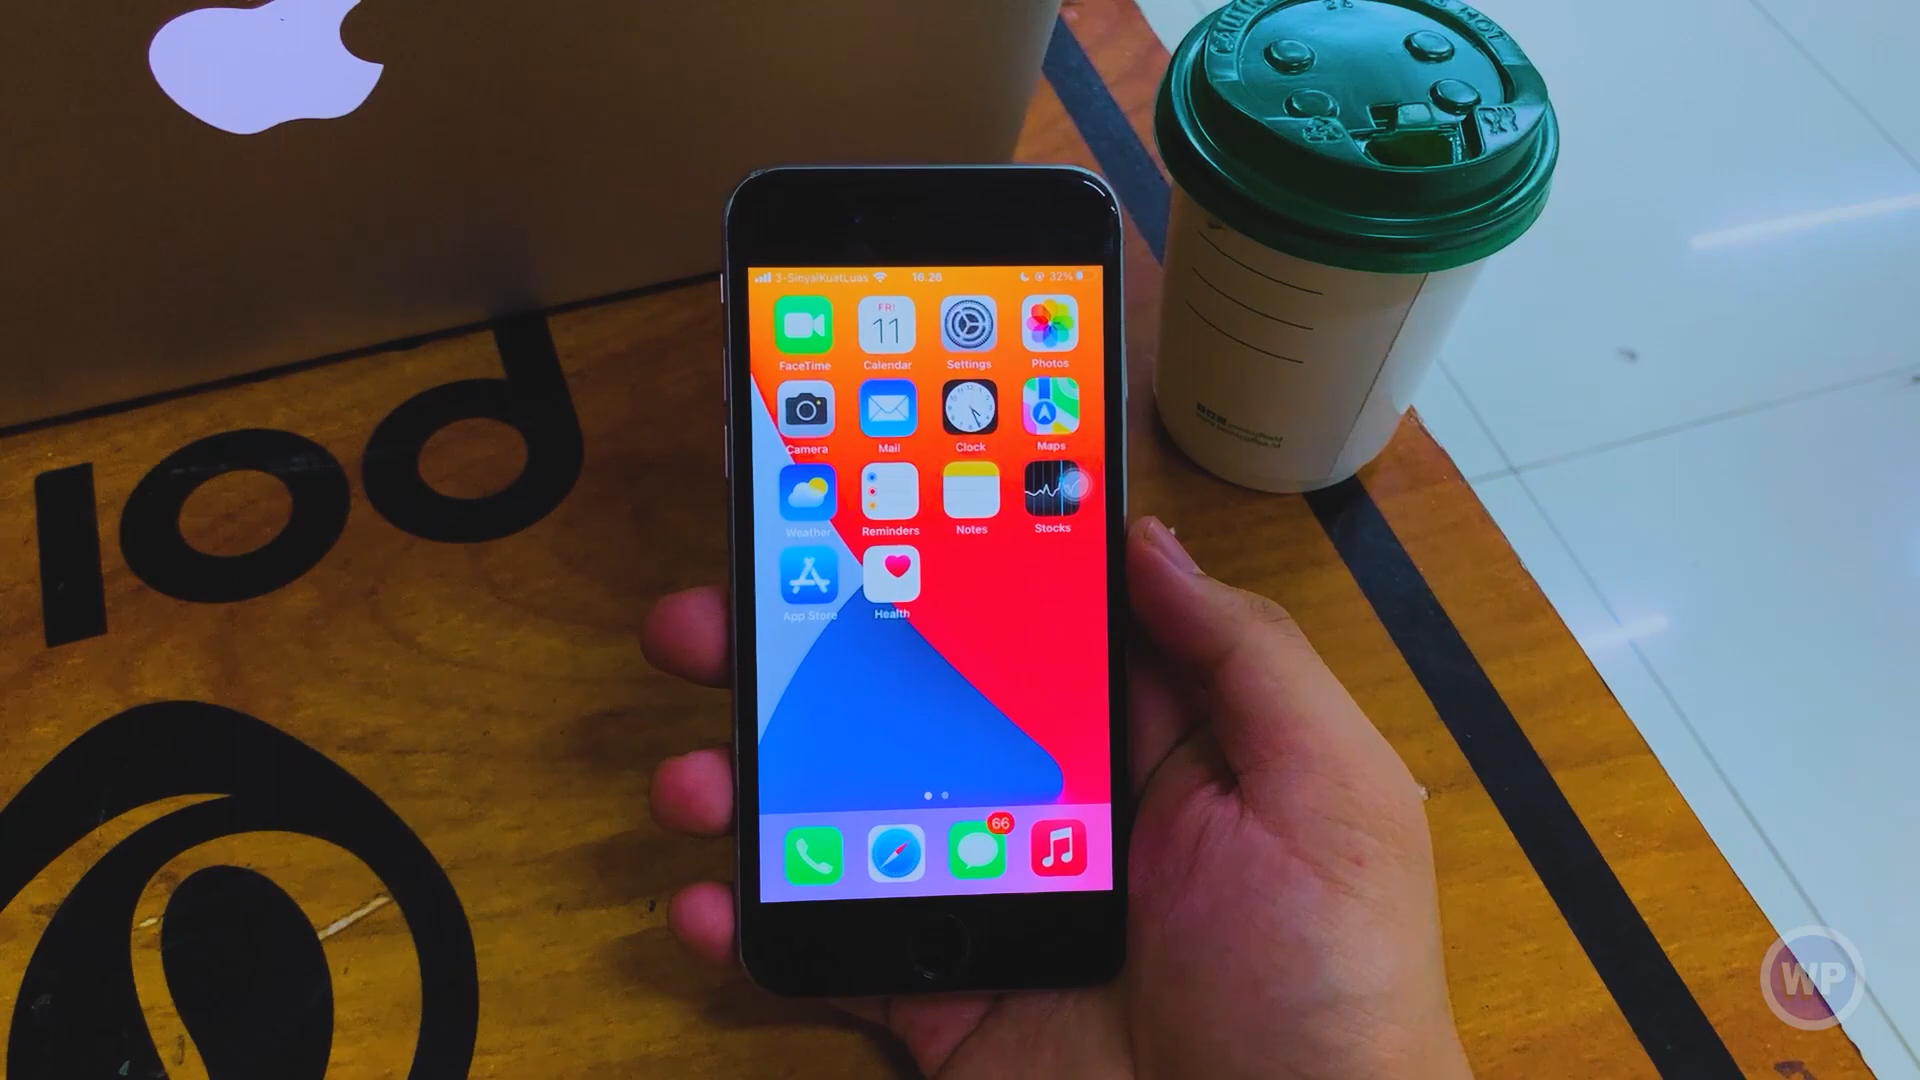 3-SinyalKuatLuas 16.26 32%
FRI
11
FaceTime Calendar Settings Photos
Camera Mail Clock Maps
Weather Reminders Notes Stocks
App Store Health
66
WP